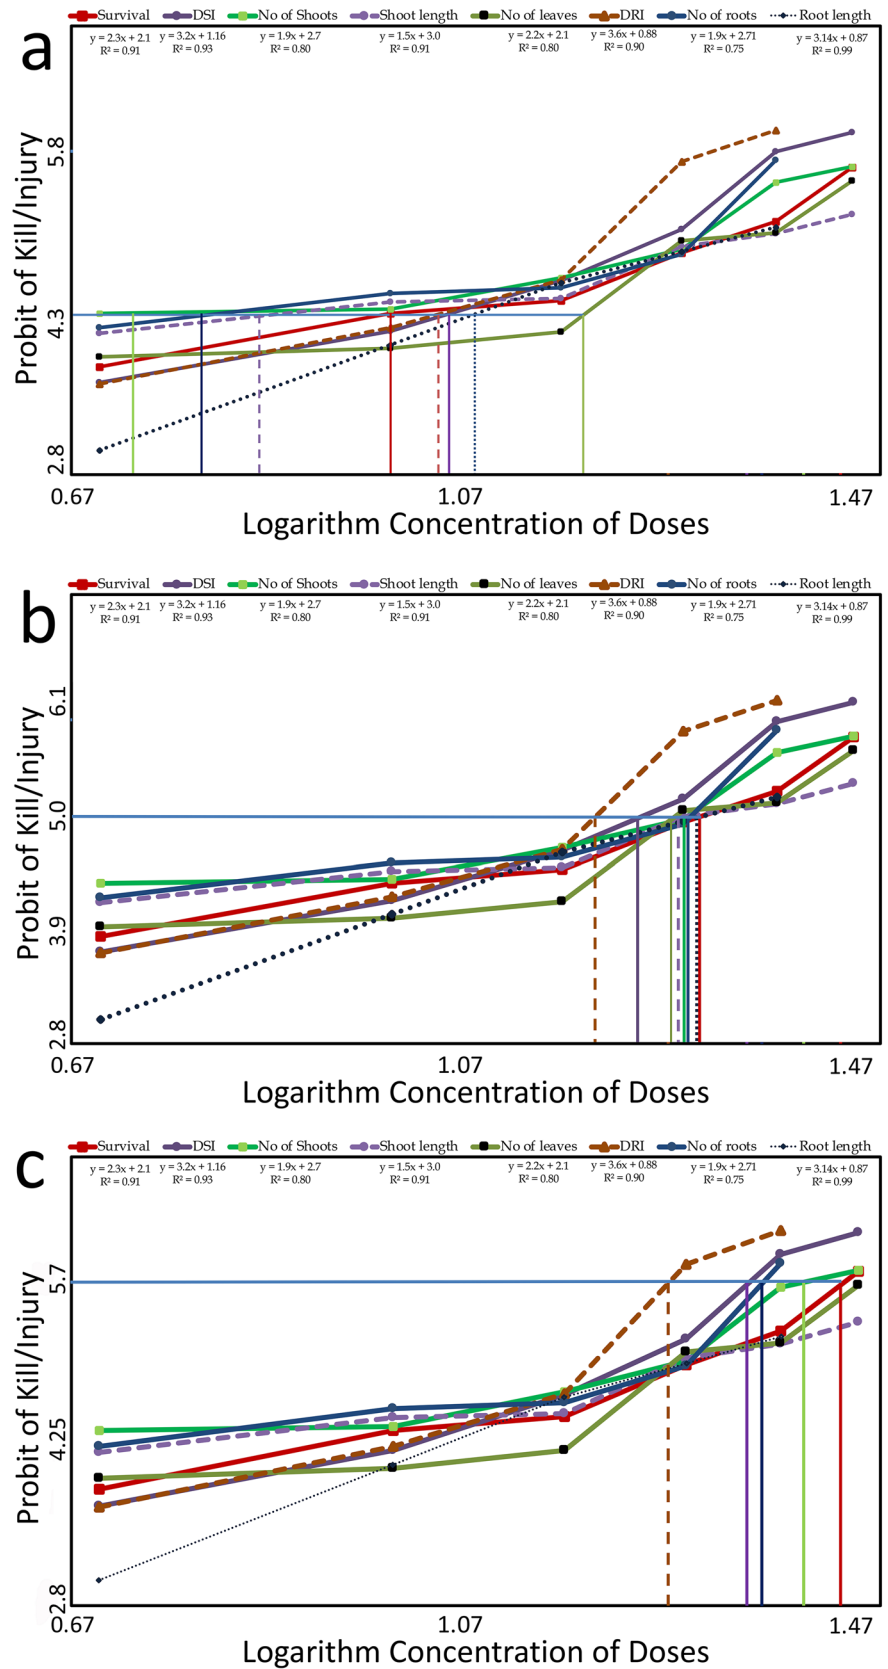 a
Survival DSI No of Shoots Shoot length No of leaves DRI No of roots Root length
y = 2.3x + 2.1 y = 3.2x + 1.16 y = 1.9x + 2.7 y = 1.5x + 3.0 y = 2.2x + 2.1 y = 3.6x + 0.88 y = 1.9x + 2.71 y = 3.14x + 0.87
R² = 0.91 R² = 0.93 R² = 0.80 R² = 0.91 R² = 0.80 R² = 0.90 R² = 0.75 R² = 0.99
Probit of Kill/Injury
5.8
4.3
2.8
0.67 1.07 1.47
Logarithm Concentration of Doses
b
Survival DSI No of Shoots Shoot length No of leaves DRI No of roots Root length
y = 2.3x + 2.1 y = 3.2x + 1.16 y = 1.9x + 2.7 y = 1.5x + 3.0 y = 2.2x + 2.1 y = 3.6x + 0.88 y = 1.9x + 2.71 y = 3.14x + 0.87
R² = 0.91 R² = 0.93 R² = 0.80 R² = 0.91 R² = 0.80 R² = 0.90 R² = 0.75 R² = 0.99
Probit of Kill/Injury
6.1
5.0
3.9
2.8
0.67 1.07 1.47
Logarithm Concentration of Doses
c
Survival DSI No of Shoots Shoot length No of leaves DRI No of roots Root length
y = 2.3x + 2.1 y = 3.2x + 1.16 y = 1.9x + 2.7 y = 1.5x + 3.0 y = 2.2x + 2.1 y = 3.6x + 0.88 y = 1.9x + 2.71 y = 3.14x + 0.87
R² = 0.91 R² = 0.93 R² = 0.80 R² = 0.91 R² = 0.80 R² = 0.90 R² = 0.75 R² = 0.99
Probit of Kill/Injury
5.7
4.25
2.8
0.67 1.07 1.47
Logarithm Concentration of Doses